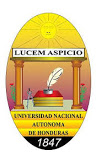 LUCEM ASPICIO
UNIVERSIDAD NACIONAL
AUTONOMA
DE HONDURAS
1847